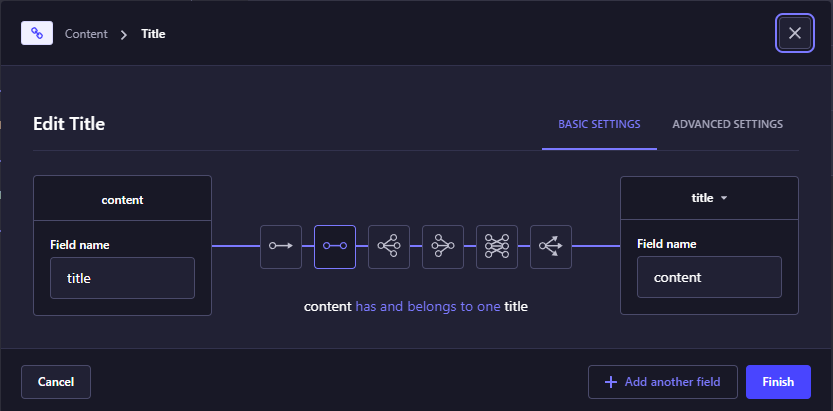 Content > Title
Edit Title
BASIC SETTINGS
ADVANCED SETTINGS
content
Field name
title
title
Field name
content
content has and belongs to one title
Cancel
Add another field
Finish